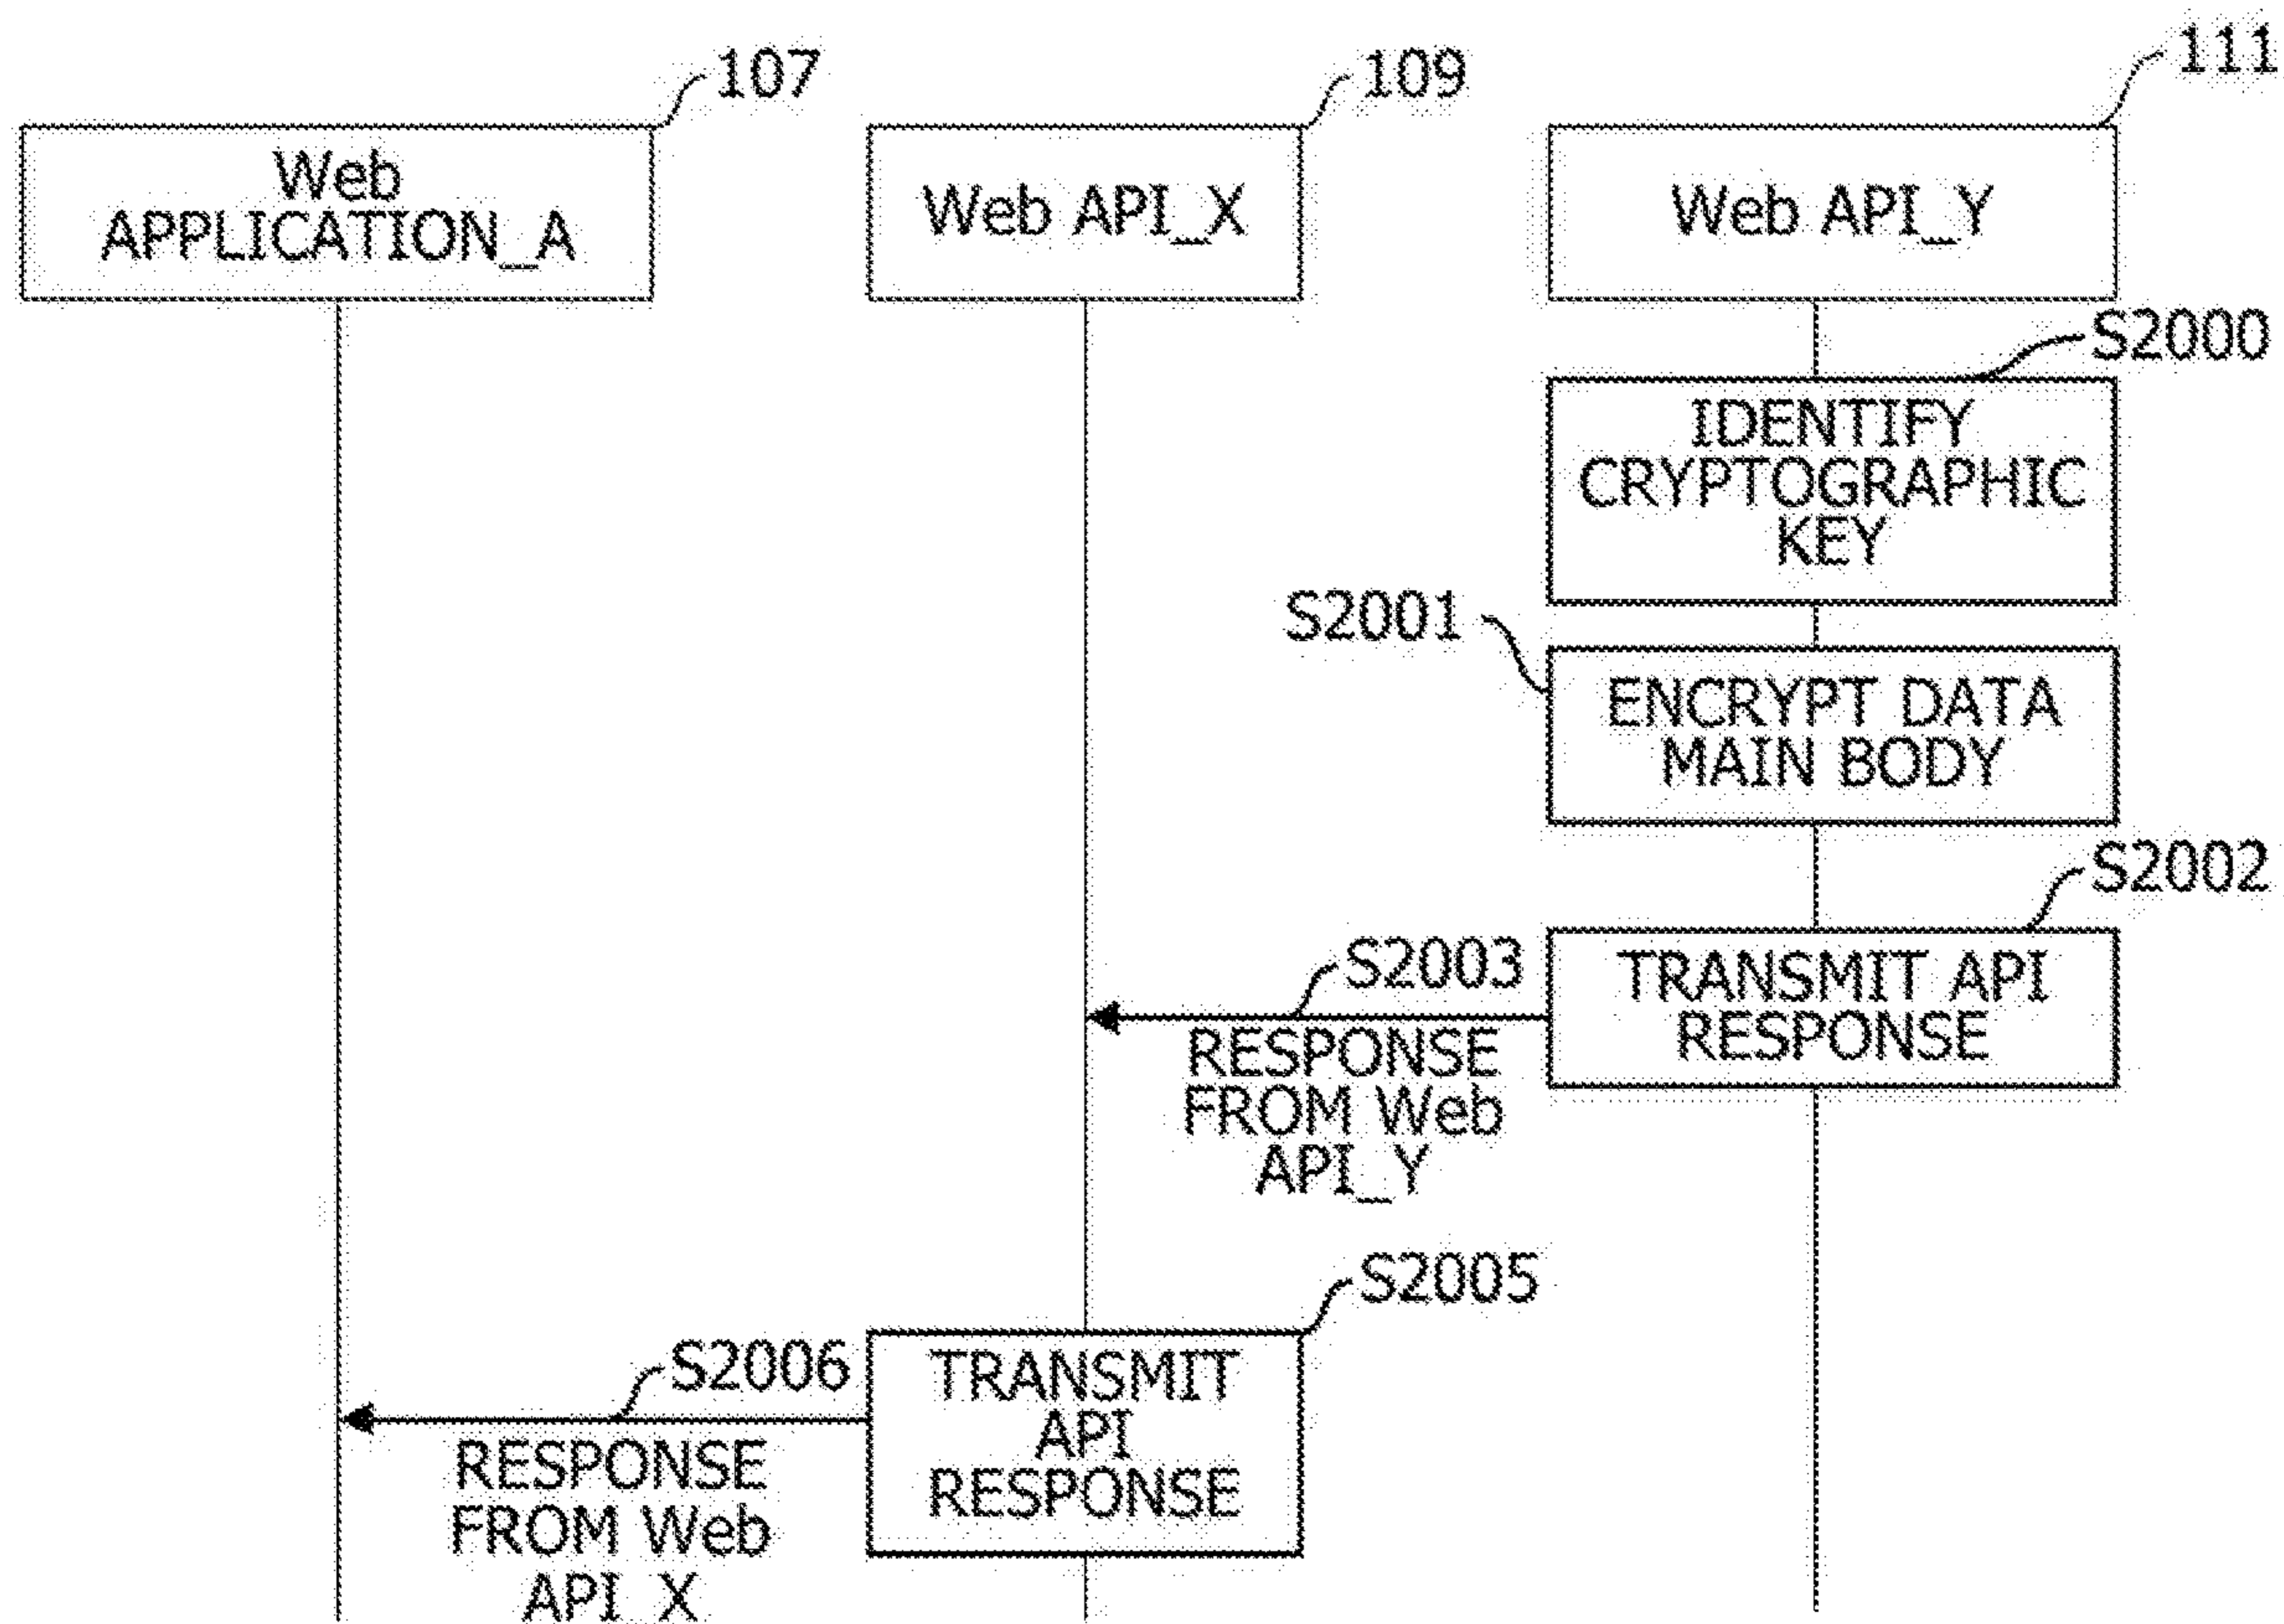 107
109
111
Web
APPLICATION_A
Web API_X
Web API_Y
S2000
IDENTIFY
CRYPTOGRAPHIC
KEY
S2001
ENCRYPT DATA
MAIN BODY
S2002
TRANSMIT API
RESPONSE
S2003
RESPONSE
FROM Web
API_Y
S2005
TRANSMIT
API
RESPONSE
S2006
RESPONSE
FROM Web
API_X